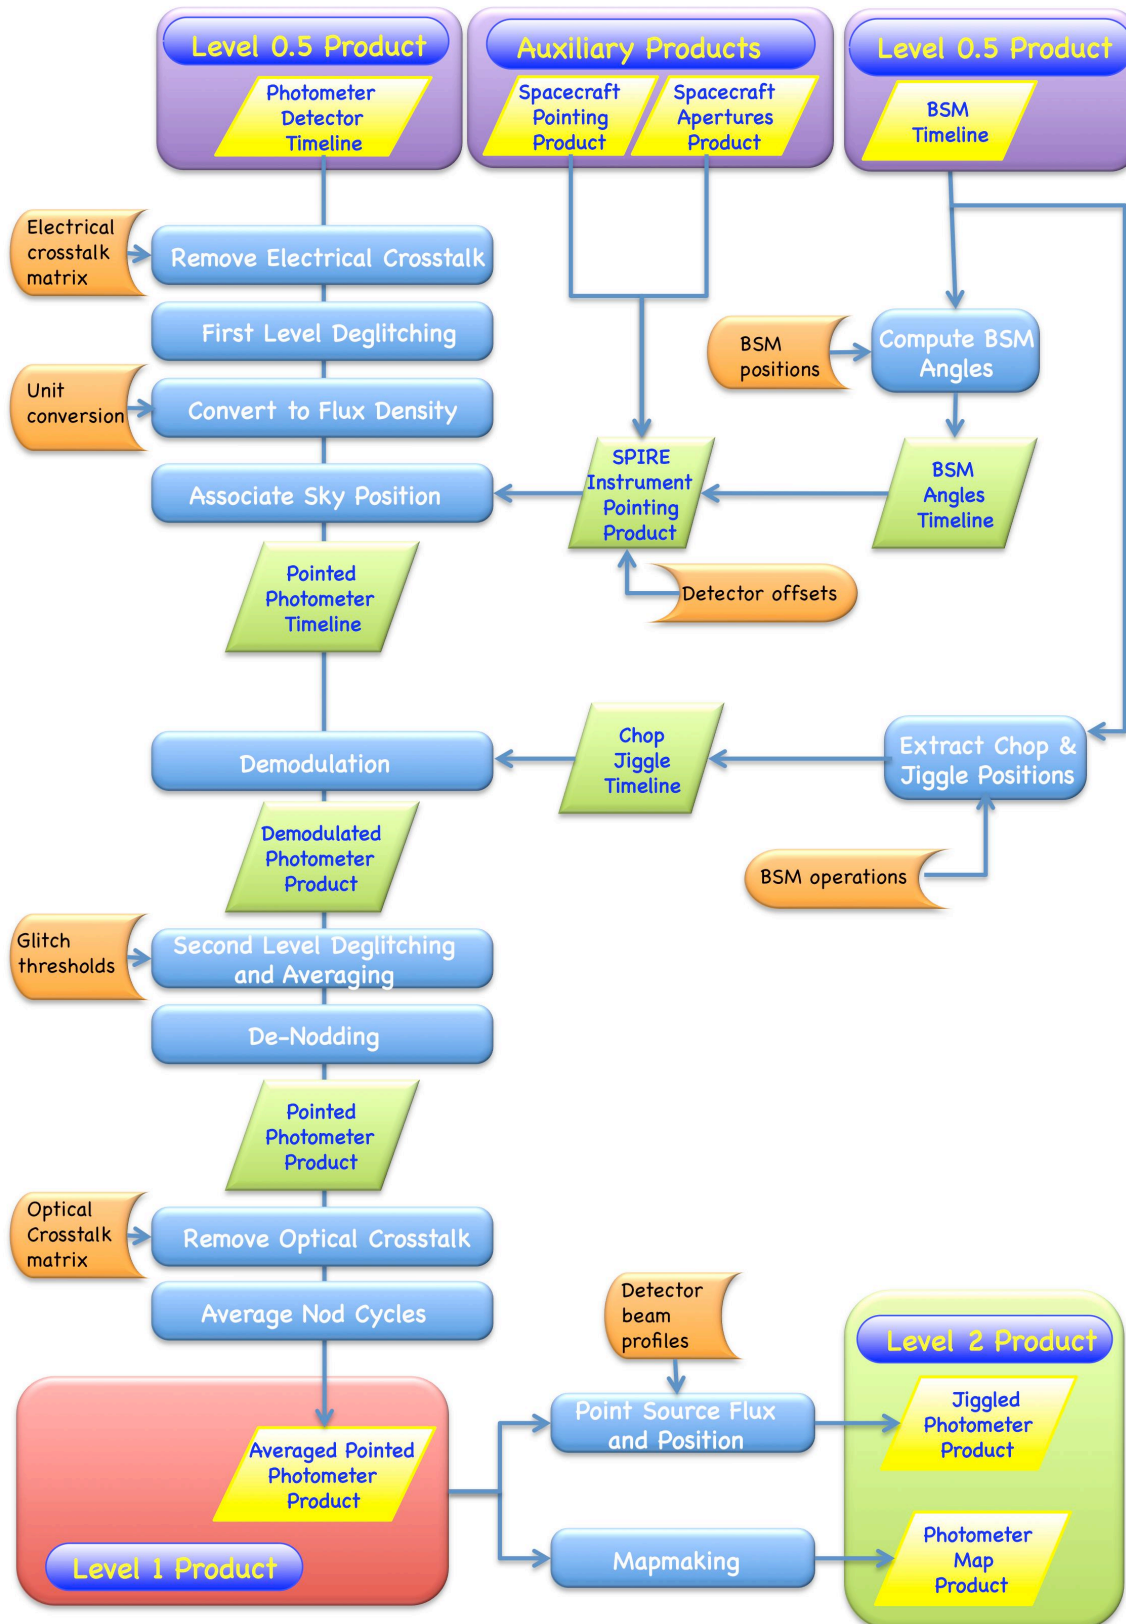 Level 0.5 Product
Photometer
Detector
Timeline
Auxiliary Products
Spacecraft
Pointing
Product
Spacecraft
Apertures
Product
Level 0.5 Product
BSM
Timeline
Electrical
crosstalk
matrix
Remove Electrical Crosstalk
First Level Deglitching
BSM
positions
Compute BSM
Angles
Unit
conversion
Convert to Flux Density
Associate Sky Position
SPIRE
Instrument
Pointing
Product
BSM
Angles
Timeline
Pointed
Photometer
Timeline
Detector offsets
Demodulation
Chop
Jiggle
Timeline
Extract Chop &
Jiggle Positions
Demodulated
Photometer
Product
BSM operations
Glitch
thresholds
Second Level Deglitching
and Averaging
De-Nodding
Pointed
Photometer
Product
Optical
Crosstalk
matrix
Remove Optical Crosstalk
Average Nod Cycles
Detector
beam
profiles
Level 2 Product
Point Source Flux
and Position
Jiggled
Photometer
Product
Averaged Pointed
Photometer
Product
Level 1 Product
Mapmaking
Photometer
Map
Product